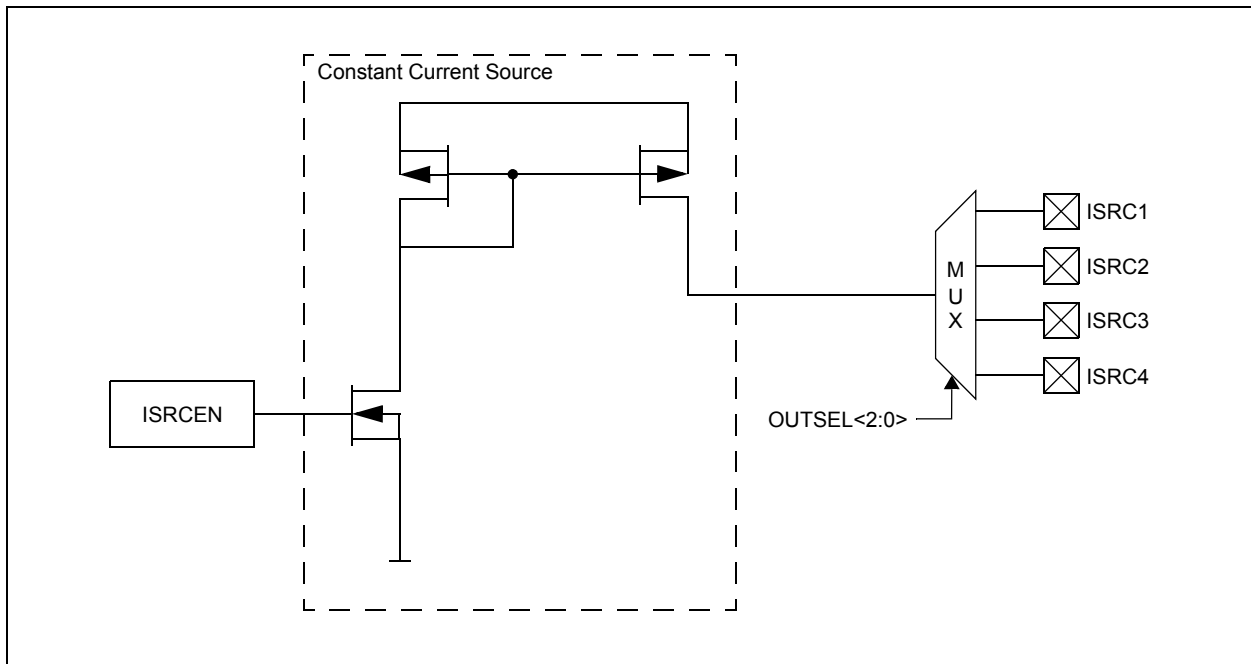 Constant Current Source
ISRC1
ISRC2
M
U
X
ISRC3
ISRC4
ISRCEN
OUTSEL<2:0>